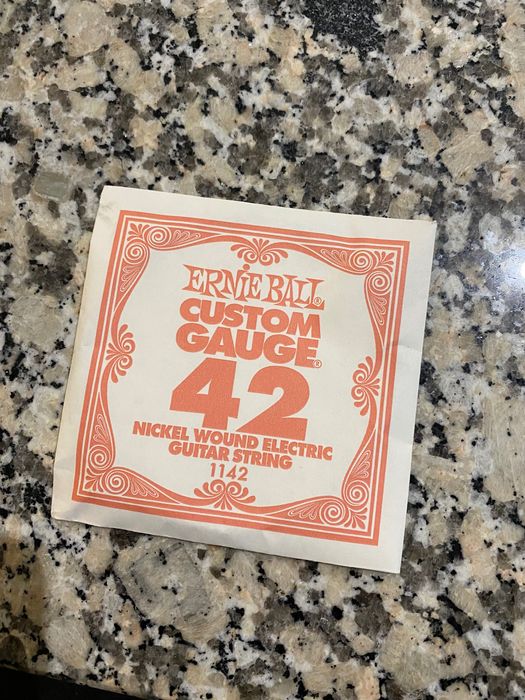 ERNIE BALL®
CUSTOM
GAUGE®
42
NICKEL WOUND ELECTRIC
GUITAR STRING
1142